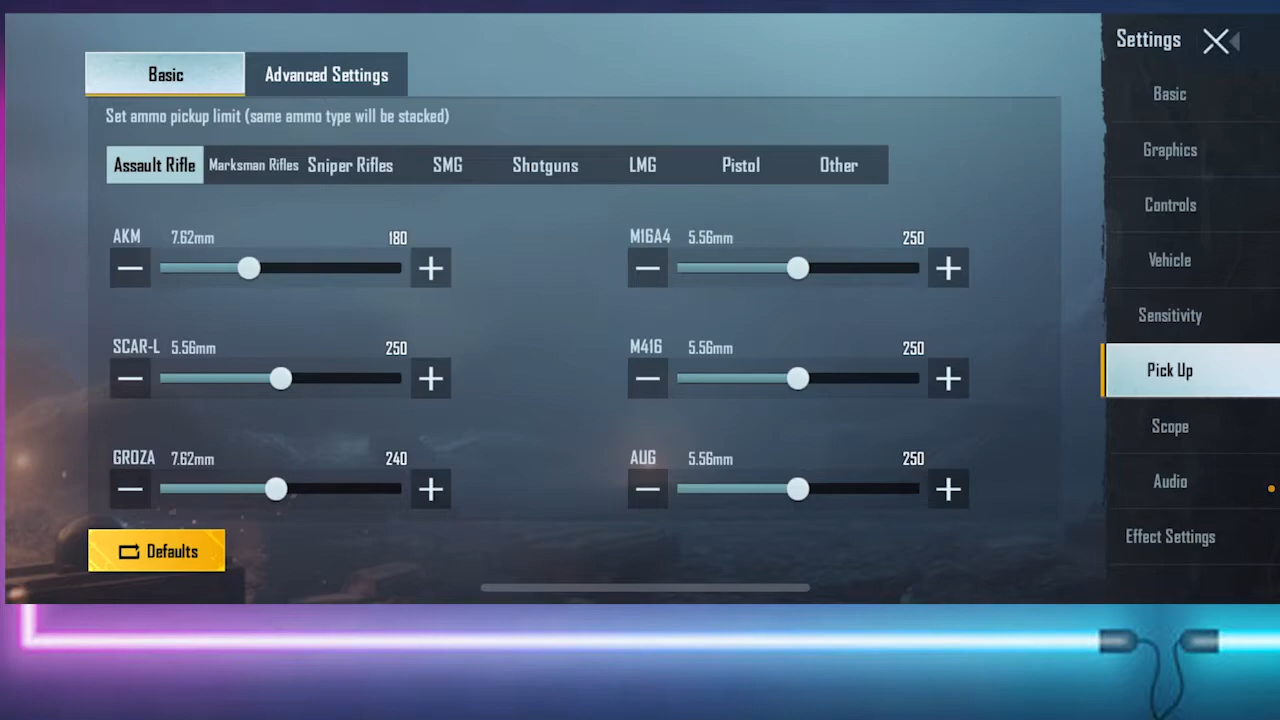 Settings
Basic Advanced Settings
Set ammo pickup limit (same ammo type will be stacked)
Assault Rifle Marksman Rifles Sniper Rifles SMG Shotguns LMG Pistol Other
AKM 7.62mm 180
M16A4 5.56mm 250
SCAR-L 5.56mm 250
M416 5.56mm 250
GROZA 7.62mm 240
AUG 5.56mm 250
Defaults
Basic
Graphics
Controls
Vehicle
Sensitivity
Pick Up
Scope
Audio
Effect Settings